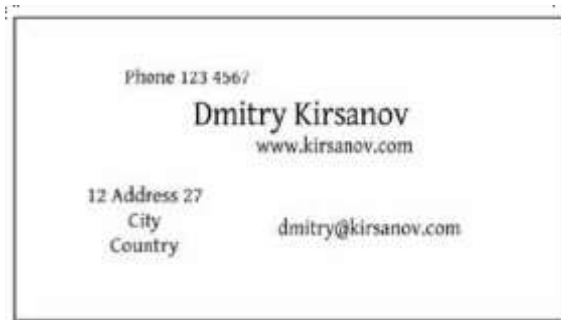 Phone 123 4567
Dmitry Kirsanov
www.kirsanov.com
12 Address 27
City
Country
dmitry@kirsanov.com